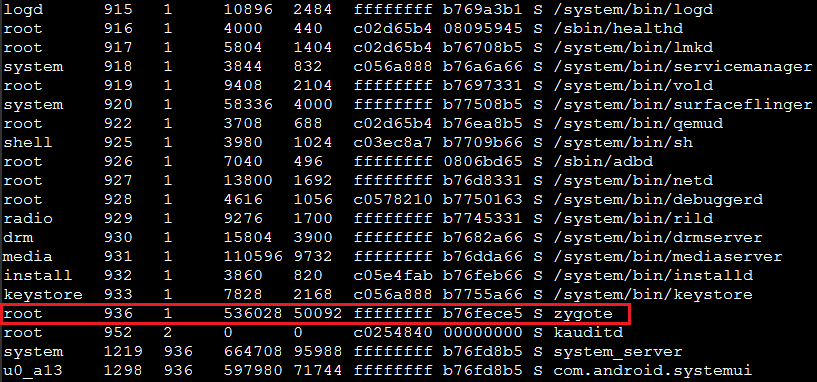 logd 915 1 10896 2484 ffffffff b769a3b1 S /system/bin/logd
root 916 1 4000 440 c02d65b4 08095945 S /sbin/healthd
root 917 1 5804 1404 c02d65b4 b76708b5 S /system/bin/lmkd
system 918 1 3844 832 c056a888 b76a6a66 S /system/bin/servicemanager
root 919 1 9408 2104 ffffffff b7697331 S /system/bin/vold
system 920 1 58336 4000 ffffffff b77508b5 S /system/bin/surfaceflinger
root 922 1 3708 688 c02d65b4 b76ea8b5 S /system/bin/qemud
shell 925 1 3980 1024 c03ec8a7 b7709b66 S /system/bin/sh
root 926 1 7040 496 ffffffff 0806bd65 S /sbin/adbd
root 927 1 13800 1692 ffffffff b76d8331 S /system/bin/netd
root 928 1 4616 1056 c0578210 b7750163 S /system/bin/debuggerd
radio 929 1 9276 1700 ffffffff b7745331 S /system/bin/rild
drm 930 1 15804 3900 ffffffff b7682a66 S /system/bin/drmserver
media 931 1 110596 9732 ffffffff b76dda66 S /system/bin/mediaserver
install 932 1 3860 820 c05e4fab b76feb66 S /system/bin/installd
keystore 933 1 7828 2168 c056a888 b7755a66 S /system/bin/keystore
root 936 1 536028 50092 ffffffff b76fece5 S zygote
root 952 2 0 0 c0254840 00000000 S kauditd
system 1219 936 664708 95988 ffffffff b76fd8b5 S system_server
u0_a13 1298 936 597980 71744 ffffffff b76fd8b5 S com.android.systemui